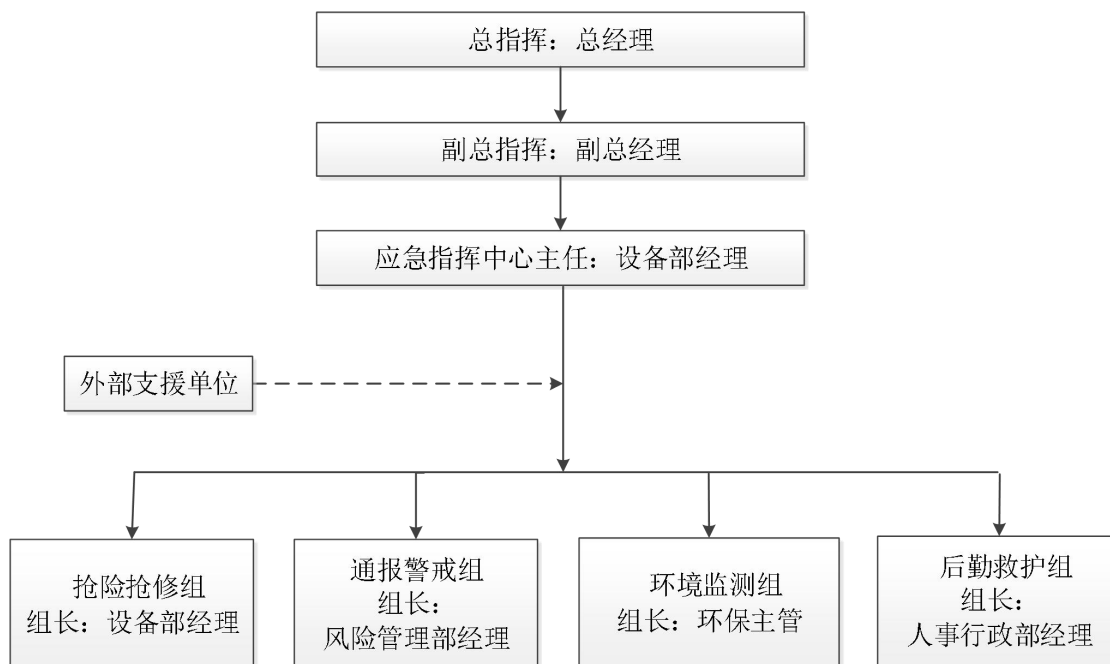 总指挥：总经理
副总指挥：副总经理
应急指挥中心主任：设备部经理
外部支援单位
抢险抢修组
组长：设备部经理
通报警戒组
组长：
风险管理部经理
环境监测组
组长：环保主管
后勤救护组
组长：
人事行政部经理